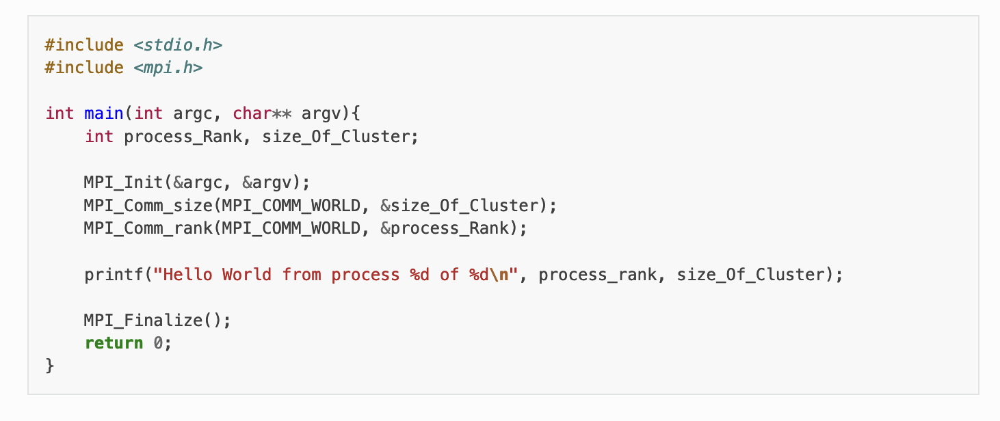 #include <stdio.h>
#include <mpi.h>
int main(int argc, char** argv){
int process_Rank, size_Of_Cluster;
MPI_Init(&argc, &argv);
MPI_Comm_size(MPI_COMM_WORLD, &size_Of_Cluster);
MPI_Comm_rank(MPI_COMM_WORLD, &process_Rank);
printf("Hello World from process %d of %d\n", process_rank, size_Of_Cluster);
MPI_Finalize();
return 0;
}